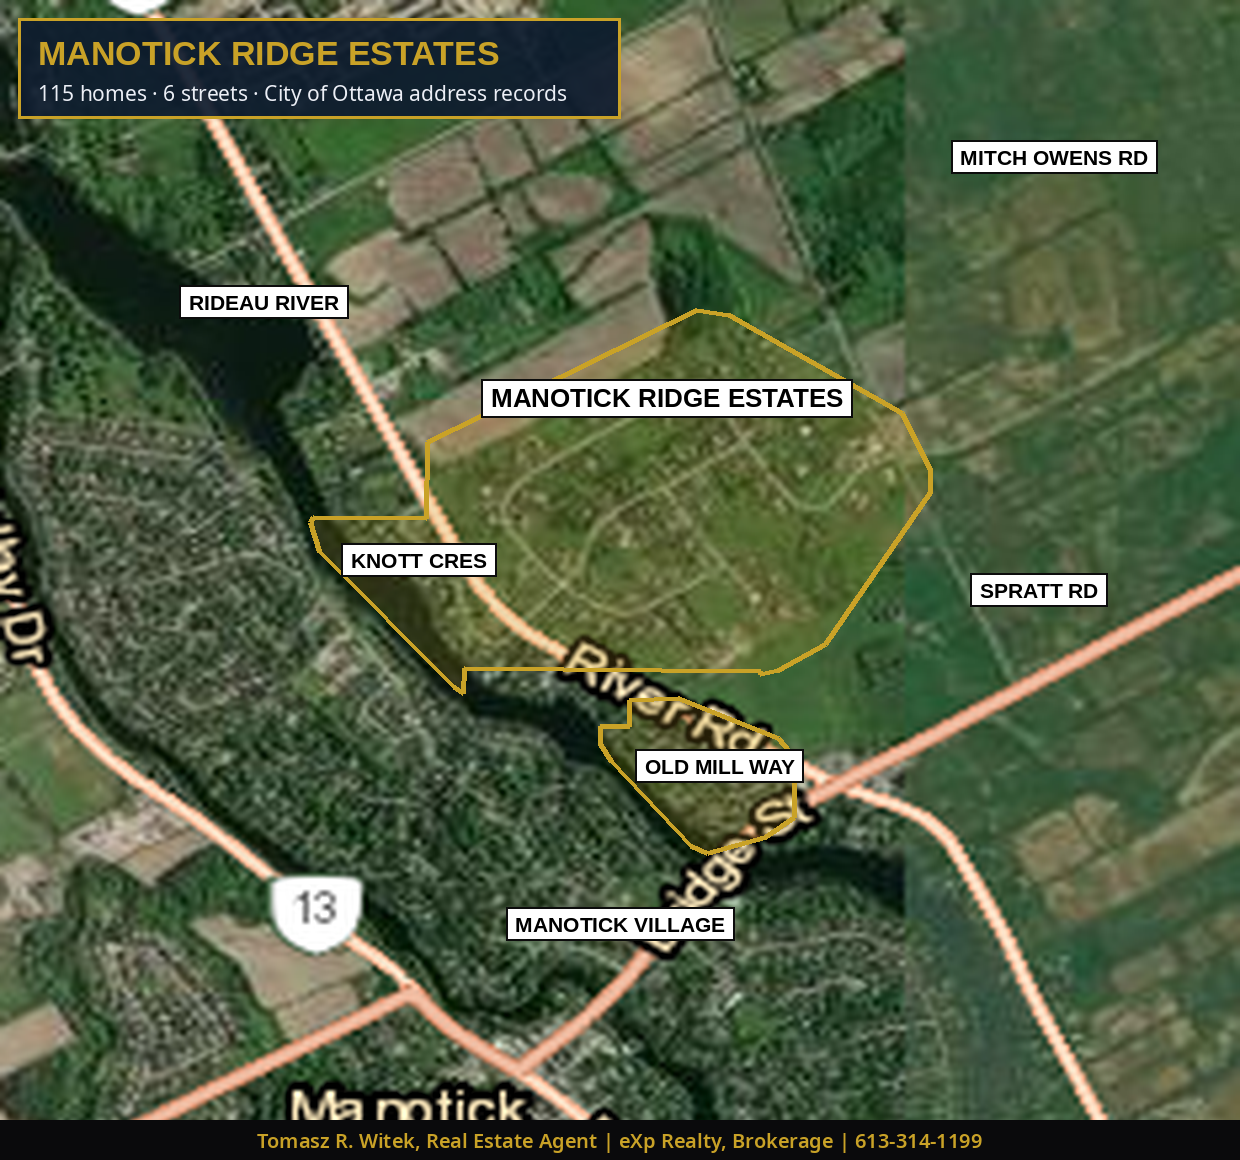 MANOTICK RIDGE ESTATES
115 homes · 6 streets · City of Ottawa address records
MITCH OWENS RD
RIDEAU RIVER
MANOTICK RIDGE ESTATES
KNOTT CRES
SPRATT RD
Dr
River Rd
OLD MILL WAY
St
13
MANOTICK VILLAGE
Manotick
Tomasz R. Witek, Real Estate Agent | eXp Realty, Brokerage | 613-314-1199